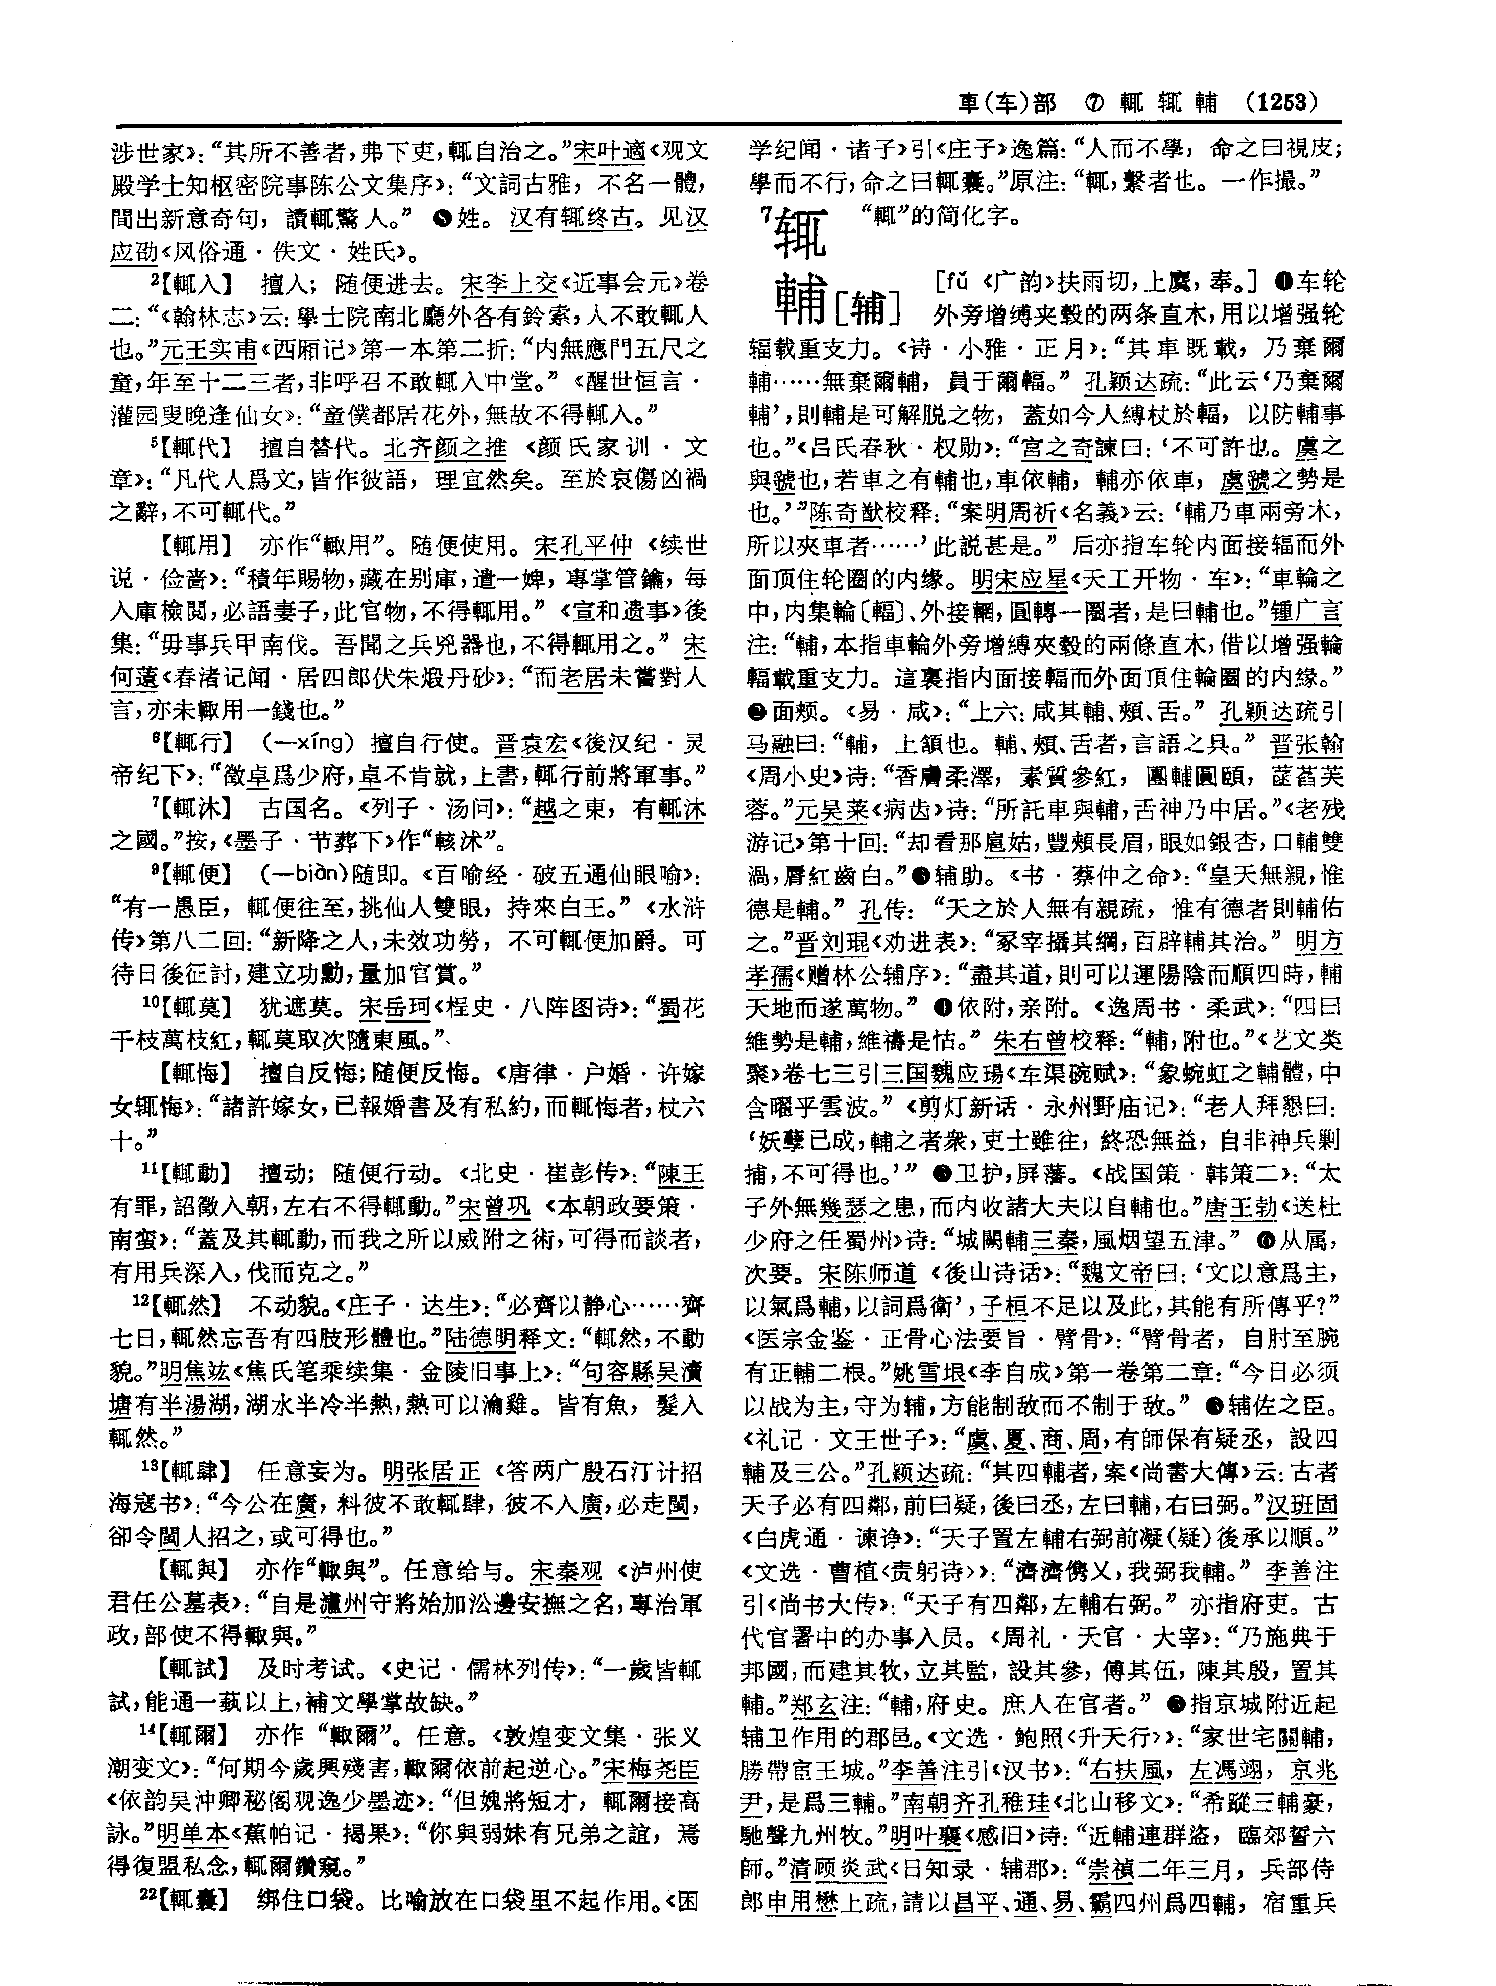 車(车)部　⑦ 輒 辄 輔 (1253)
涉世家》：“其所不善者，弗下吏，輒自治之。”宋叶適《观文
殿学士知枢密院事陈公文集序》：“文詞古雅，不名一體，
間出新意奇句，讀輒驚人。”❺姓。汉有辄终古。见汉
应劭《风俗通·佚文·姓氏》。
²【輒入】　擅入；随便进去。宋李上交《近事会元》卷
二：“《翰林志》云：學士院南北廳外各有鈴索，人不敢輒人
也。”元王实甫《西厢记》第一本第二折：“内無應門五尺之
童，年至十二三者，非呼召不敢輒入中堂。”《醒世恒言·
灌园叟晚逢仙女》：“童僕都居花外，無故不得輒入。”
⁵【輒代】　擅自替代。北齐颜之推《颜氏家训·文
章》：“凡代人爲文，皆作彼語，理宜然矣。至於哀傷凶禍
之辭，不可輒代。”
【輒用】　亦作“輙用”。随便使用。宋孔平仲《续世
说·俭啬》：“積年賜物，藏在别庫，遣一婢，專掌管鑰，每
入庫檢閲，必語妻子，此官物，不得輒用。”《宣和遗事》後
集：“毋事兵甲南伐。吾聞之兵兇器也，不得輒用之。”宋
何薳《春渚记闻·居四郎伏朱煅丹砂》：“而老居未嘗對人
言，亦未輙用一錢也。”
⁶【輒行】　(—xíng) 擅自行使。晋袁宏《後汉纪·灵
帝纪下》：“徵卓爲少府，卓不肯就，上書，輒行前將軍事。”
⁷【輒沐】　古国名。《列子·汤问》：“越之東，有輒沐
之國。”按，《墨子·节葬下》作“輆沭”。
⁹【輒便】　(—biàn)随即。《百喻经·破五通仙眼喻》：
“有一愚臣，輒便往至，挑仙人雙眼，持來白王。”《水浒
传》第八二回：“新降之人，未效功勞，不可輒便加爵。可
待日後征討，建立功勳，量加官賞。”
¹⁰【輒莫】　犹遮莫。宋岳珂《桯史·八阵图诗》：“蜀花
千枝萬枝紅，輒莫取次隨東風。”
【輒悔】　擅自反悔；随便反悔。《唐律·户婚·许嫁
女辄悔》：“諸許嫁女，已報婚書及有私約，而輒悔者，杖六
十。”
¹¹【輒動】　擅动；随便行动。《北史·崔彭传》：“陳王
有罪，詔徵入朝，左右不得輒動。”宋曾巩《本朝政要策·
南蛮》：“蓋及其輒動，而我之所以威附之術，可得而談者，
有用兵深入，伐而克之。”
¹²【輒然】　不动貌。《庄子·达生》：“必齊以静心……齊
七日，輒然忘吾有四肢形體也。”陆德明释文：“輒然，不動
貌。”明焦竑《焦氏笔乘续集·金陵旧事上》：“句容縣吴瀆
塘有半湯湖，湖水半冷半熱，熱可以瀹雞。皆有魚，髮入
輒然。”
¹³【輒肆】　任意妄为。明张居正《答两广殷石汀计招
海寇书》：“今公在廣，料彼不敢輒肆，彼不入廣，必走閩，
卻令閩人招之，或可得也。”
【輒與】　亦作“輙與”。任意给与。宋秦观《泸州使
君任公墓表》：“自是瀘州守將始加沿邊安撫之名，專治軍
政，部使不得輙與。”
【輒試】　及时考试。《史记·儒林列传》：“一歲皆輒
試，能通一蓺以上，補文學掌故缺。”
¹⁴【輒爾】　亦作“輙爾”。任意。《敦煌变文集·张义
潮变文》：“何期今歲興殘害，輙爾依前起逆心。”宋梅尧臣
《依韵吴沖卿秘阁观逸少墨迹》：“但媿將短才，輒爾接高
詠。”明单本《蕉帕记·揭果》：“你與弱妹有兄弟之誼，焉
得復盟私念，輒爾鑽窺。”
²²【輒囊】　绑住口袋。比喻放在口袋里不起作用。《困
学纪闻·诸子》引《庄子》逸篇：“人而不學，命之曰視皮；
學而不行，命之曰輒囊。”原注：“輒，繫者也。一作撮。”
⁷辄　“輒”的简化字。
輔[辅]　[fǔ《广韵》扶雨切，上麌，奉。]❶车轮
外旁增缚夹毂的两条直木，用以增强轮
辐载重支力。《诗·小雅·正月》：“其車既載，乃棄爾
輔……無棄爾輔，員于爾輻。”孔颖达疏：“此云‘乃棄爾
輔’，則輔是可解脱之物，蓋如今人縛杖於輻，以防輔事
也。”《吕氏春秋·权勋》：“宫之奇諫曰：‘不可許也。虞之
與虢也，若車之有輔也，車依輔，輔亦依車，虞虢之勢是
也。’”陈奇猷校释：“案明周祈《名義》云：‘輔乃車兩旁木，
所以夾車者……’此説甚是。”后亦指车轮内面接辐而外
面顶住轮圈的内缘。明宋应星《天工开物·车》：“車輪之
中，内集輪〔輻〕、外接輞，圓轉一圈者，是曰輔也。”锺广言
注：“輔，本指車輪外旁增縛夾轂的兩條直木，借以增强輪
輻載重支力。這裏指内面接輻而外面頂住輪圈的内緣。”
❷面颊。《易·咸》：“上六：咸其輔、頰、舌。”孔颖达疏引
马融曰：“輔，上頷也。輔、頰、舌者，言語之具。”晋张翰
《周小史》诗：“香膚柔澤，素質參紅，團輔圓頤，菡萏芙
蓉。”元吴莱《病齿》诗：“所託車與輔，舌神乃中居。”《老残
游记》第十回：“却看那扈姑，豐頰長眉，眼如銀杏，口輔雙
渦，脣紅齒白。”❸辅助。《书·蔡仲之命》：“皇天無親，惟
德是輔。”孔传：“天之於人無有親疏，惟有德者則輔佑
之。”晋刘琨《劝进表》：“冢宰攝其綱，百辟輔其治。”明方
孝孺《赠林公辅序》：“盡其道，則可以運陽陰而順四時，輔
天地而遂萬物。”❹依附，亲附。《逸周书·柔武》：“四曰
維勢是輔，維禱是怙。”朱右曾校释：“輔，附也。”《艺文类
聚》卷七三引三国魏应瑒《车渠碗赋》：“象蜿虹之輔體，中
含曜乎雲波。”《剪灯新话·永州野庙记》：“老人拜懇曰：
‘妖孽已成，輔之者衆，吏士雖往，終恐無益，自非神兵剿
捕，不可得也。’”❺卫护，屏藩。《战国策·韩策二》：“太
子外無幾瑟之患，而内收諸大夫以自輔也。”唐王勃《送杜
少府之任蜀州》诗：“城闕輔三秦，風烟望五津。”❻从属，
次要。宋陈师道《後山诗话》：“魏文帝曰：‘文以意爲主，
以氣爲輔，以詞爲衛’，子桓不足以及此，其能有所傳乎？”
《医宗金鉴·正骨心法要旨·臂骨》：“臂骨者，自肘至腕
有正輔二根。”姚雪垠《李自成》第一卷第二章：“今日必须
以战为主，守为辅，方能制敌而不制于敌。”❼辅佐之臣。
《礼记·文王世子》：“虞、夏、商、周，有師保有疑丞，設四
輔及三公。”孔颖达疏：“其四輔者，案《尚書大傳》云：古者
天子必有四鄰，前曰疑，後曰丞，左曰輔，右曰弼。”汉班固
《白虎通·谏诤》：“天子置左輔右弼前凝（疑）後承以順。”
《文选·曹植〈责躬诗〉》：“濟濟儁乂，我弼我輔。”李善注
引《尚书大传》：“天子有四鄰，左輔右弼。”亦指府吏。古
代官署中的办事人员。《周礼·天官·大宰》：“乃施典于
邦國，而建其牧，立其監，設其參，傅其伍，陳其殷，置其
輔。”郑玄注：“輔，府史。庶人在官者。”❽指京城附近起
辅卫作用的郡邑。《文选·鲍照〈升天行〉》：“家世宅關輔，
勝帶宦王城。”李善注引《汉书》：“右扶風，左馮翊，京兆
尹，是爲三輔。”南朝齐孔稚珪《北山移文》：“希蹤三輔豪，
馳聲九州牧。”明叶襄《感旧》诗：“近輔連群盜，臨郊誓六
師。”清顾炎武《日知录·辅郡》：“崇禎二年三月，兵部侍
郎申用懋上疏，請以昌平、通、易、霸四州爲四輔，宿重兵